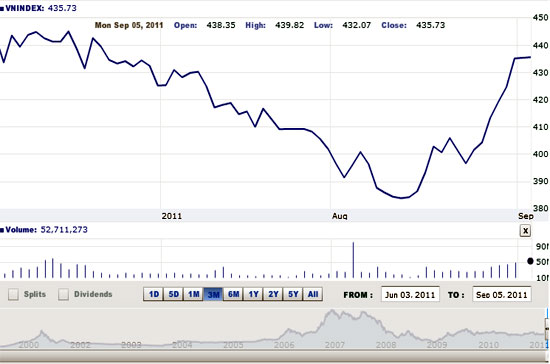 VNINDEX: 435.73
Mon Sep 05, 2011 Open: 438.35 High: 439.82 Low: 432.07 Close: 435.73
450
440
430
420
410
400
390
380
2011 Aug Sep
Volume: 52,711,273 X
90M
50M
10M
Splits Dividends 1D 5D 1M 3M 6M 1Y 2Y 5Y All FROM : Jun 03, 2011 TO : Sep 05, 2011
2000 2002 2003 2004 2005 2006 2007 2008 2009 2010